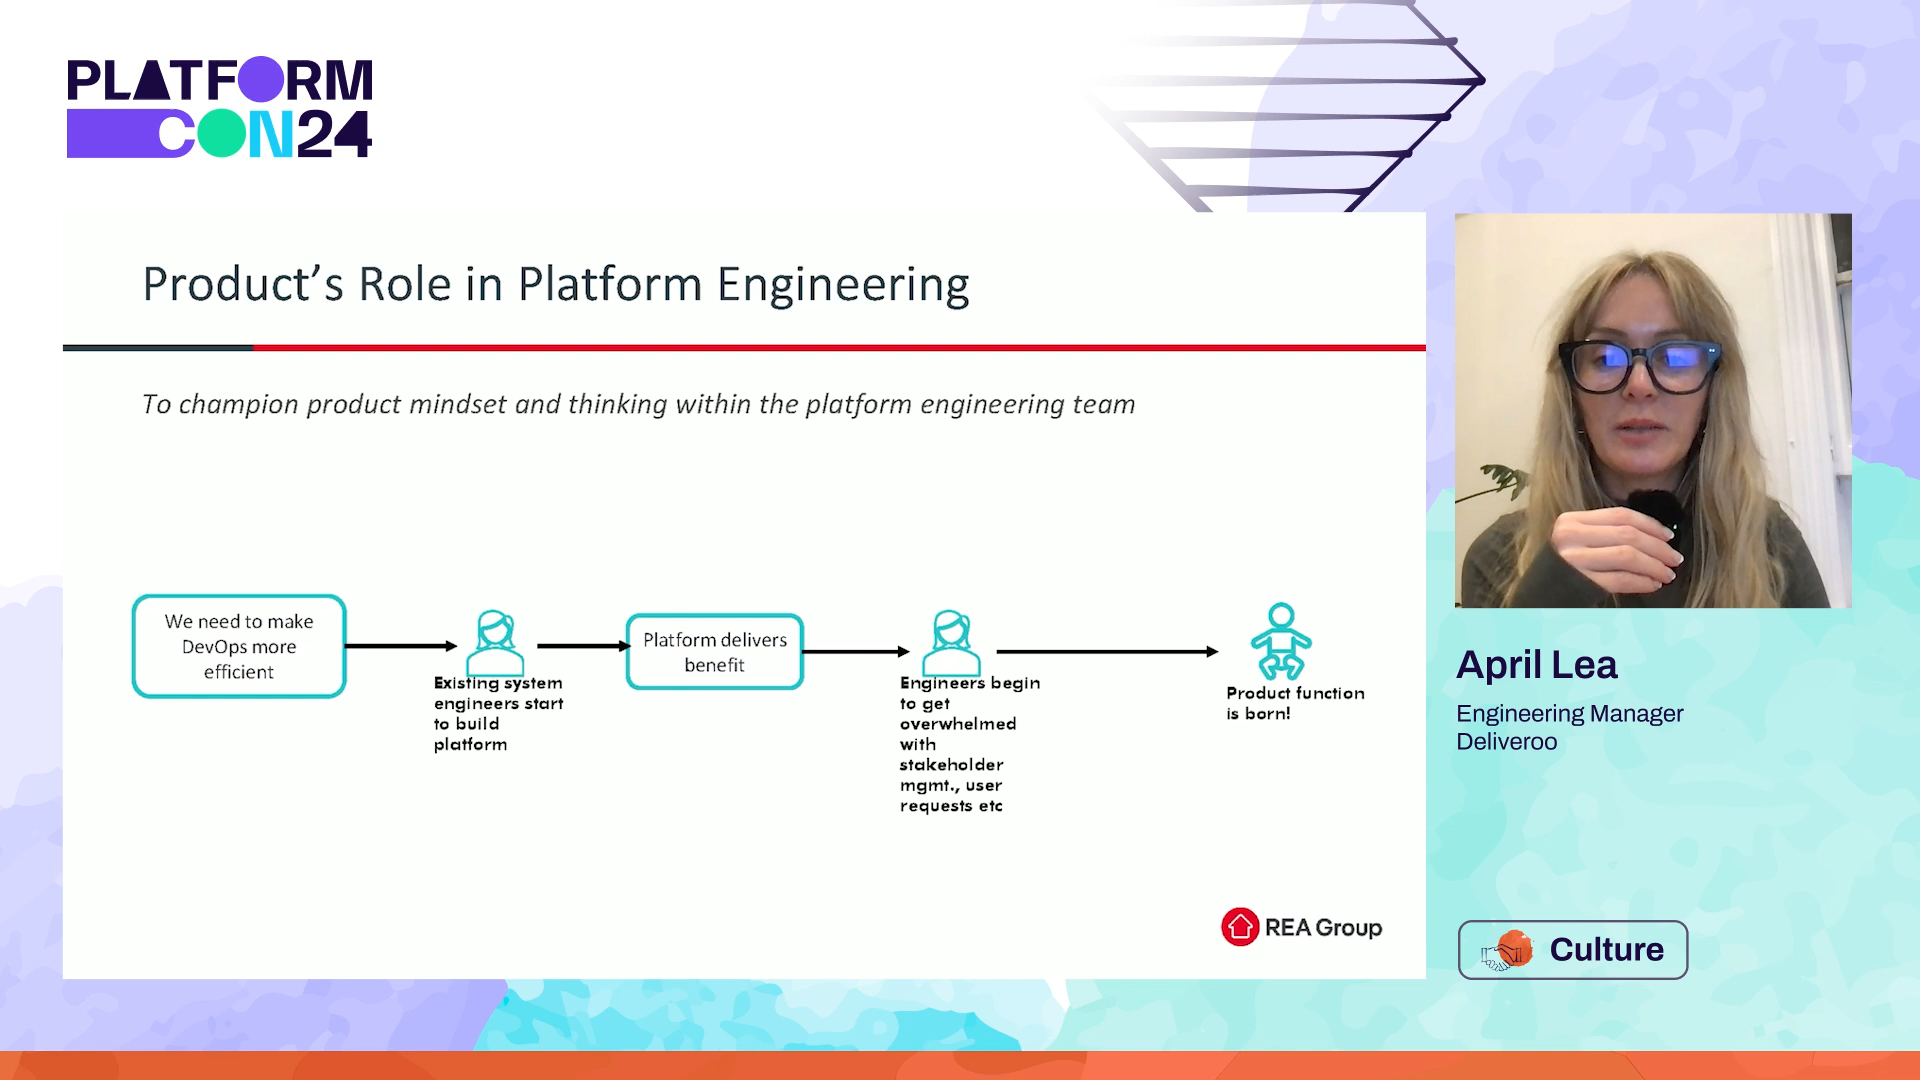 PLATFORM
CON24
Product's Role in Platform Engineering
To champion product mindset and thinking within the platform engineering team
We need to make
DevOps more
efficient
Existing system
engineers start
to build
platform
Platform delivers
benefit
Engineers begin
to get
overwhelmed
with
stakeholder
mgmt., user
requests etc
Product function
is born!
REA Group
April Lea
Engineering Manager
Deliveroo
Culture